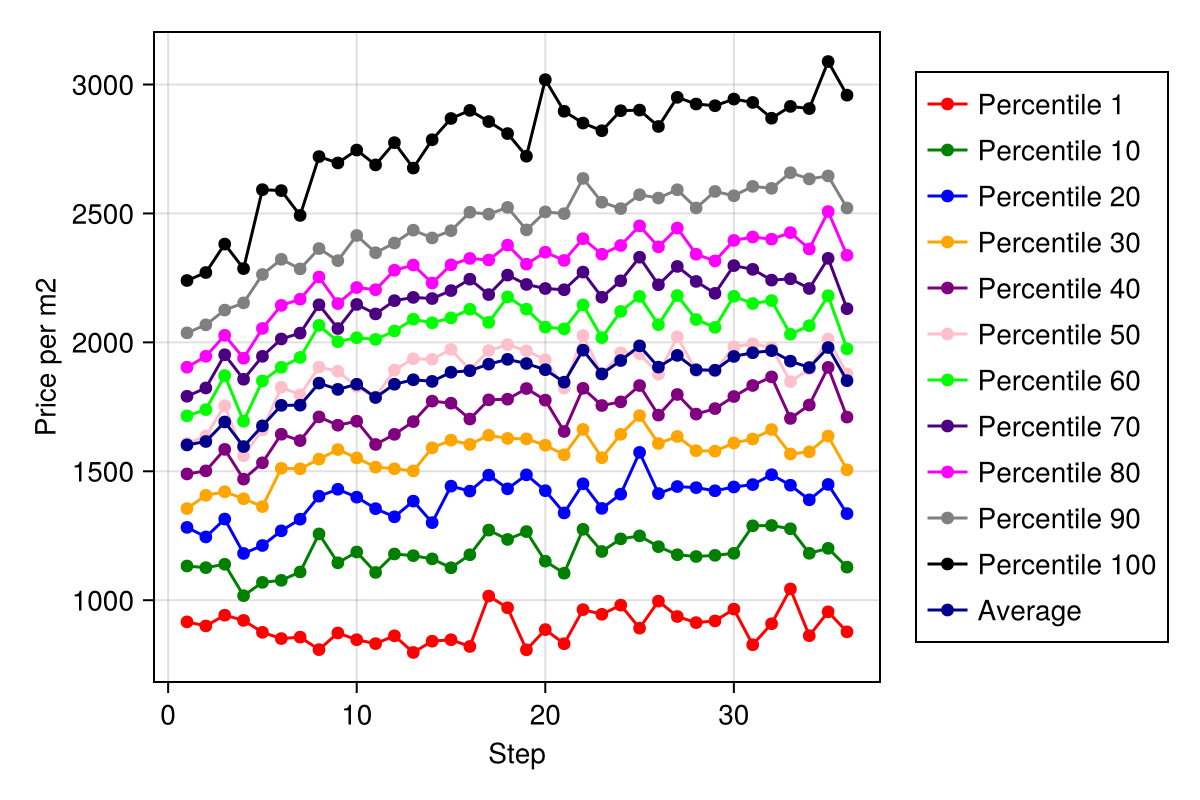 3000
2500
2000
1500
1000
Price per m2
0 10 20 30
Step
Percentile 1
Percentile 10
Percentile 20
Percentile 30
Percentile 40
Percentile 50
Percentile 60
Percentile 70
Percentile 80
Percentile 90
Percentile 100
Average